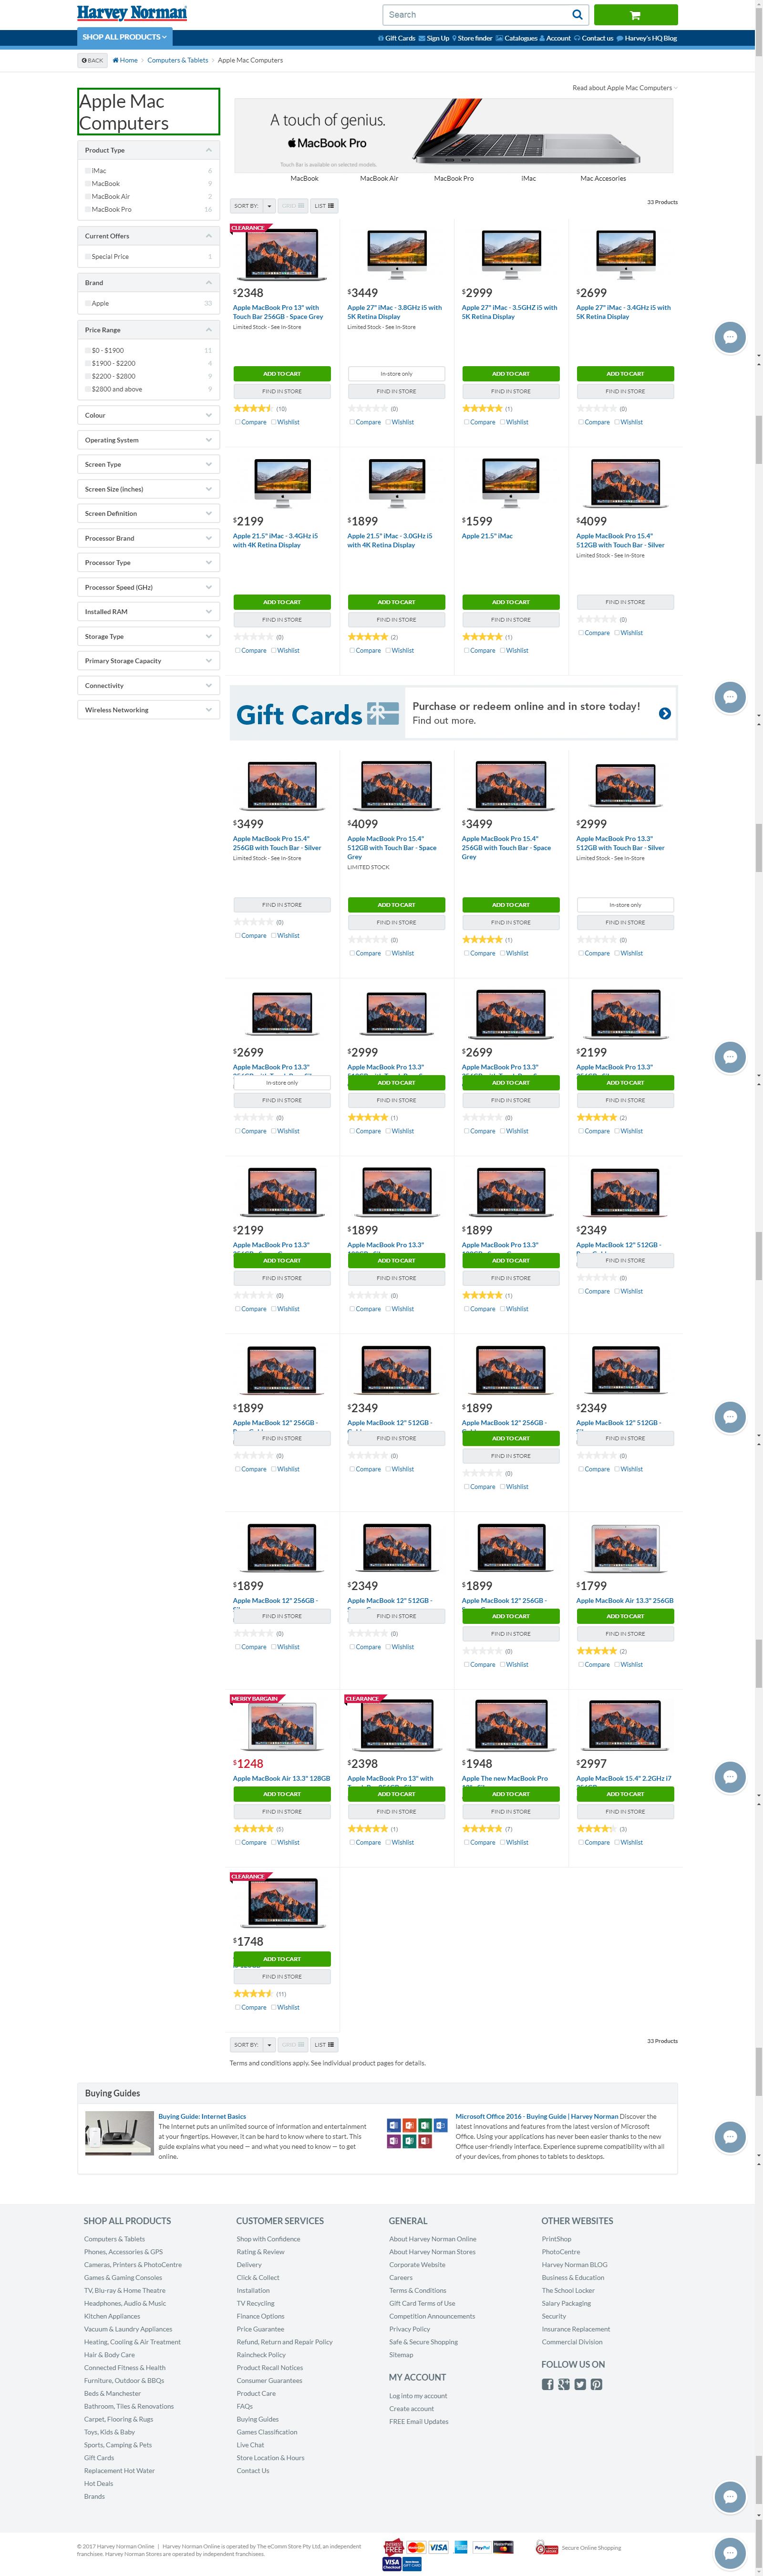 Harvey Norman
Search
SHOP ALL PRODUCTS
Gift Cards Sign Up Store finder Catalogues Account Contact us Harvey's HQ Blog
BACK Home > Computers & Tablets > Apple Mac Computers
Apple Mac Computers
Read about Apple Mac Computers
A touch of genius.
MacBook Pro
Touch Bar is available on selected models.
MacBook MacBook Air MacBook Pro iMac Mac Accesories
Product Type
iMac 6
MacBook 9
MacBook Air 2
MacBook Pro 16
Current Offers
Special Price 1
Brand
Apple 33
Price Range
$0 - $1900 11
$1900 - $2200 4
$2200 - $2800 9
$2800 and above 9
Colour
Operating System
Screen Type
Screen Size (inches)
Screen Definition
Processor Brand
Processor Type
Processor Speed (GHz)
Installed RAM
Storage Type
Primary Storage Capacity
Connectivity
Wireless Networking
SORT BY: GRID LIST
33 Products
CLEARANCE
$2348 $3449 $2999 $2699
Apple MacBook Pro 13" with Touch Bar 256GB - Space Grey
Limited Stock - See In-Store
Apple 27" iMac - 3.8GHz i5 with 5K Retina Display
Limited Stock - See In-Store
Apple 27" iMac - 3.5GHZ i5 with 5K Retina Display
Apple 27" iMac - 3.4GHz i5 with 5K Retina Display
ADD TO CART In-store only ADD TO CART ADD TO CART
FIND IN STORE FIND IN STORE FIND IN STORE FIND IN STORE
(10) (0) (1) (0)
Compare Wishlist Compare Wishlist Compare Wishlist Compare Wishlist
$2199 $1899 $1599 $4099
Apple 21.5" iMac - 3.4GHz i5 with 4K Retina Display
Apple 21.5" iMac - 3.0GHz i5 with 4K Retina Display
Apple 21.5" iMac
Apple MacBook Pro 15.4" 512GB with Touch Bar - Silver
Limited Stock - See In-Store
ADD TO CART ADD TO CART ADD TO CART FIND IN STORE
FIND IN STORE FIND IN STORE FIND IN STORE
(0) (2) (1) (0)
Compare Wishlist Compare Wishlist Compare Wishlist Compare Wishlist
Gift Cards
Purchase or redeem online and in store today!
Find out more.
$3499 $4099 $3499 $2999
Apple MacBook Pro 15.4" 256GB with Touch Bar - Silver
Limited Stock - See In-Store
Apple MacBook Pro 15.4" 512GB with Touch Bar - Space Grey
LIMITED STOCK
Apple MacBook Pro 15.4" 256GB with Touch Bar - Space Grey
Apple MacBook Pro 13.3" 512GB with Touch Bar - Silver
Limited Stock - See In-Store
FIND IN STORE ADD TO CART ADD TO CART In-store only
FIND IN STORE FIND IN STORE FIND IN STORE
(0) (0) (1) (0)
Compare Wishlist Compare Wishlist Compare Wishlist Compare Wishlist
$2699 $2999 $2699 $2199
Apple MacBook Pro 13.3" Apple MacBook Pro 13.3" Apple MacBook Pro 13.3" Apple MacBook Pro 13.3"
In-store only ADD TO CART ADD TO CART ADD TO CART
FIND IN STORE FIND IN STORE FIND IN STORE FIND IN STORE
(0) (1) (0) (2)
Compare Wishlist Compare Wishlist Compare Wishlist Compare Wishlist
$2199 $1899 $1899 $2349
Apple MacBook Pro 13.3" Apple MacBook Pro 13.3" Apple MacBook Pro 13.3" Apple MacBook 12" 512GB -
ADD TO CART ADD TO CART ADD TO CART FIND IN STORE
FIND IN STORE FIND IN STORE FIND IN STORE
(0) (0) (1) (0)
Compare Wishlist Compare Wishlist Compare Wishlist Compare Wishlist
$1899 $2349 $1899 $2349
Apple MacBook 12" 256GB - Apple MacBook 12" 512GB - Apple MacBook 12" 256GB - Apple MacBook 12" 512GB -
FIND IN STORE FIND IN STORE ADD TO CART FIND IN STORE
FIND IN STORE
(0) (0) (0) (0)
Compare Wishlist Compare Wishlist Compare Wishlist Compare Wishlist
$1899 $2349 $1899 $1799
Apple MacBook 12" 256GB - Apple MacBook 12" 512GB - Apple MacBook 12" 256GB - Apple MacBook Air 13.3" 256GB
FIND IN STORE FIND IN STORE ADD TO CART ADD TO CART
FIND IN STORE FIND IN STORE
(0) (0) (0) (2)
Compare Wishlist Compare Wishlist Compare Wishlist Compare Wishlist
MERRY BARGAIN CLEARANCE
$1248 $2398 $1948 $2997
Apple MacBook Air 13.3" 128GB Apple MacBook Pro 13" with Apple The new MacBook Pro Apple MacBook 15.4" 2.2GHz i7
ADD TO CART ADD TO CART ADD TO CART ADD TO CART
FIND IN STORE FIND IN STORE FIND IN STORE FIND IN STORE
(5) (1) (7) (3)
Compare Wishlist Compare Wishlist Compare Wishlist Compare Wishlist
CLEARANCE
$1748
ADD TO CART
FIND IN STORE
(11)
Compare Wishlist
SORT BY: GRID LIST
33 Products
Terms and conditions apply. See individual product pages for details.
Buying Guides
Buying Guide: Internet Basics
The Internet puts an unlimited source of information and entertainment at your fingertips. However, it can be hard to know where to start. This guide explains what you need — and what you need to know — to get online.
Microsoft Office 2016 - Buying Guide | Harvey Norman Discover the latest innovations and features from the latest version of Microsoft Office. Using your applications has never been easier thanks to the new Office user-friendly interface. Experience supreme compatibility with all of your devices, from phones to tablets to desktops.
SHOP ALL PRODUCTS
Computers & Tablets
Phones, Accessories & GPS
Cameras, Printers & PhotoCentre
Games & Gaming Consoles
TV, Blu-ray & Home Theatre
Headphones, Audio & Music
Kitchen Appliances
Vacuum & Laundry Appliances
Heating, Cooling & Air Treatment
Hair & Body Care
Connected Fitness & Health
Furniture, Outdoor & BBQs
Beds & Manchester
Bathroom, Tiles & Renovations
Carpet, Flooring & Rugs
Toys, Kids & Baby
Sports, Camping & Pets
Gift Cards
Replacement Hot Water
Hot Deals
Brands
CUSTOMER SERVICES
Shop with Confidence
Rating & Review
Delivery
Click & Collect
Installation
TV Recycling
Finance Options
Price Guarantee
Refund, Return and Repair Policy
Raincheck Policy
Product Recall Notices
Consumer Guarantees
Product Care
FAQs
Buying Guides
Games Classification
Live Chat
Store Location & Hours
Contact Us
GENERAL
About Harvey Norman Online
About Harvey Norman Stores
Corporate Website
Careers
Terms & Conditions
Gift Card Terms of Use
Competition Announcements
Privacy Policy
Safe & Secure Shopping
Sitemap
MY ACCOUNT
Log into my account
Create account
FREE Email Updates
OTHER WEBSITES
PrintShop
PhotoCentre
Harvey Norman BLOG
Business & Education
The School Locker
Salary Packaging
Security
Insurance Replacement
Commercial Division
FOLLOW US ON
© 2017 Harvey Norman Online | Harvey Norman Online is operated by The eComm Store Pty Ltd, an independent franchisee. Harvey Norman Stores are operated by independent franchisees.
INTEREST FREE MasterCard VISA PayPal MasterPass
VISA Checkout GIFT CARD
Secure Online Shopping